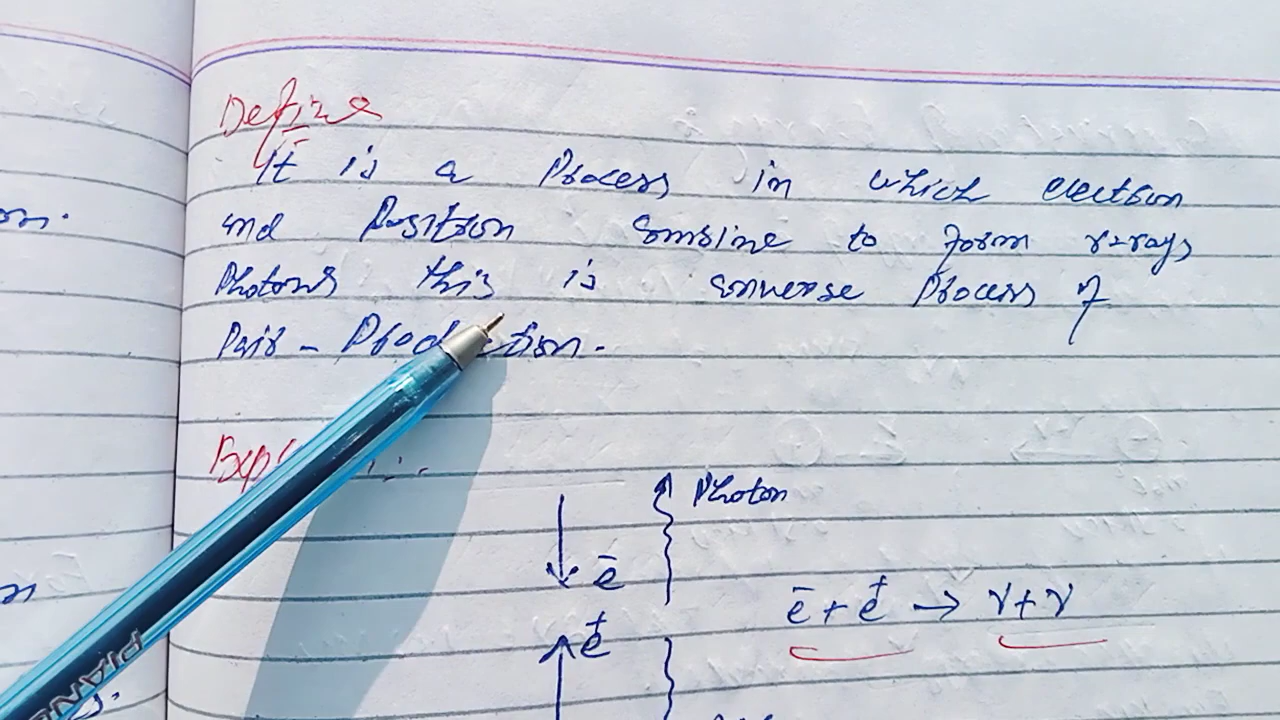 Define
It is a Process in which electron
and Positron combine to form γ-rays
Photons this is converse Process of
Pair - Production.
Photon
e⁻
e⁻ + e⁺ → γ + γ
e⁺